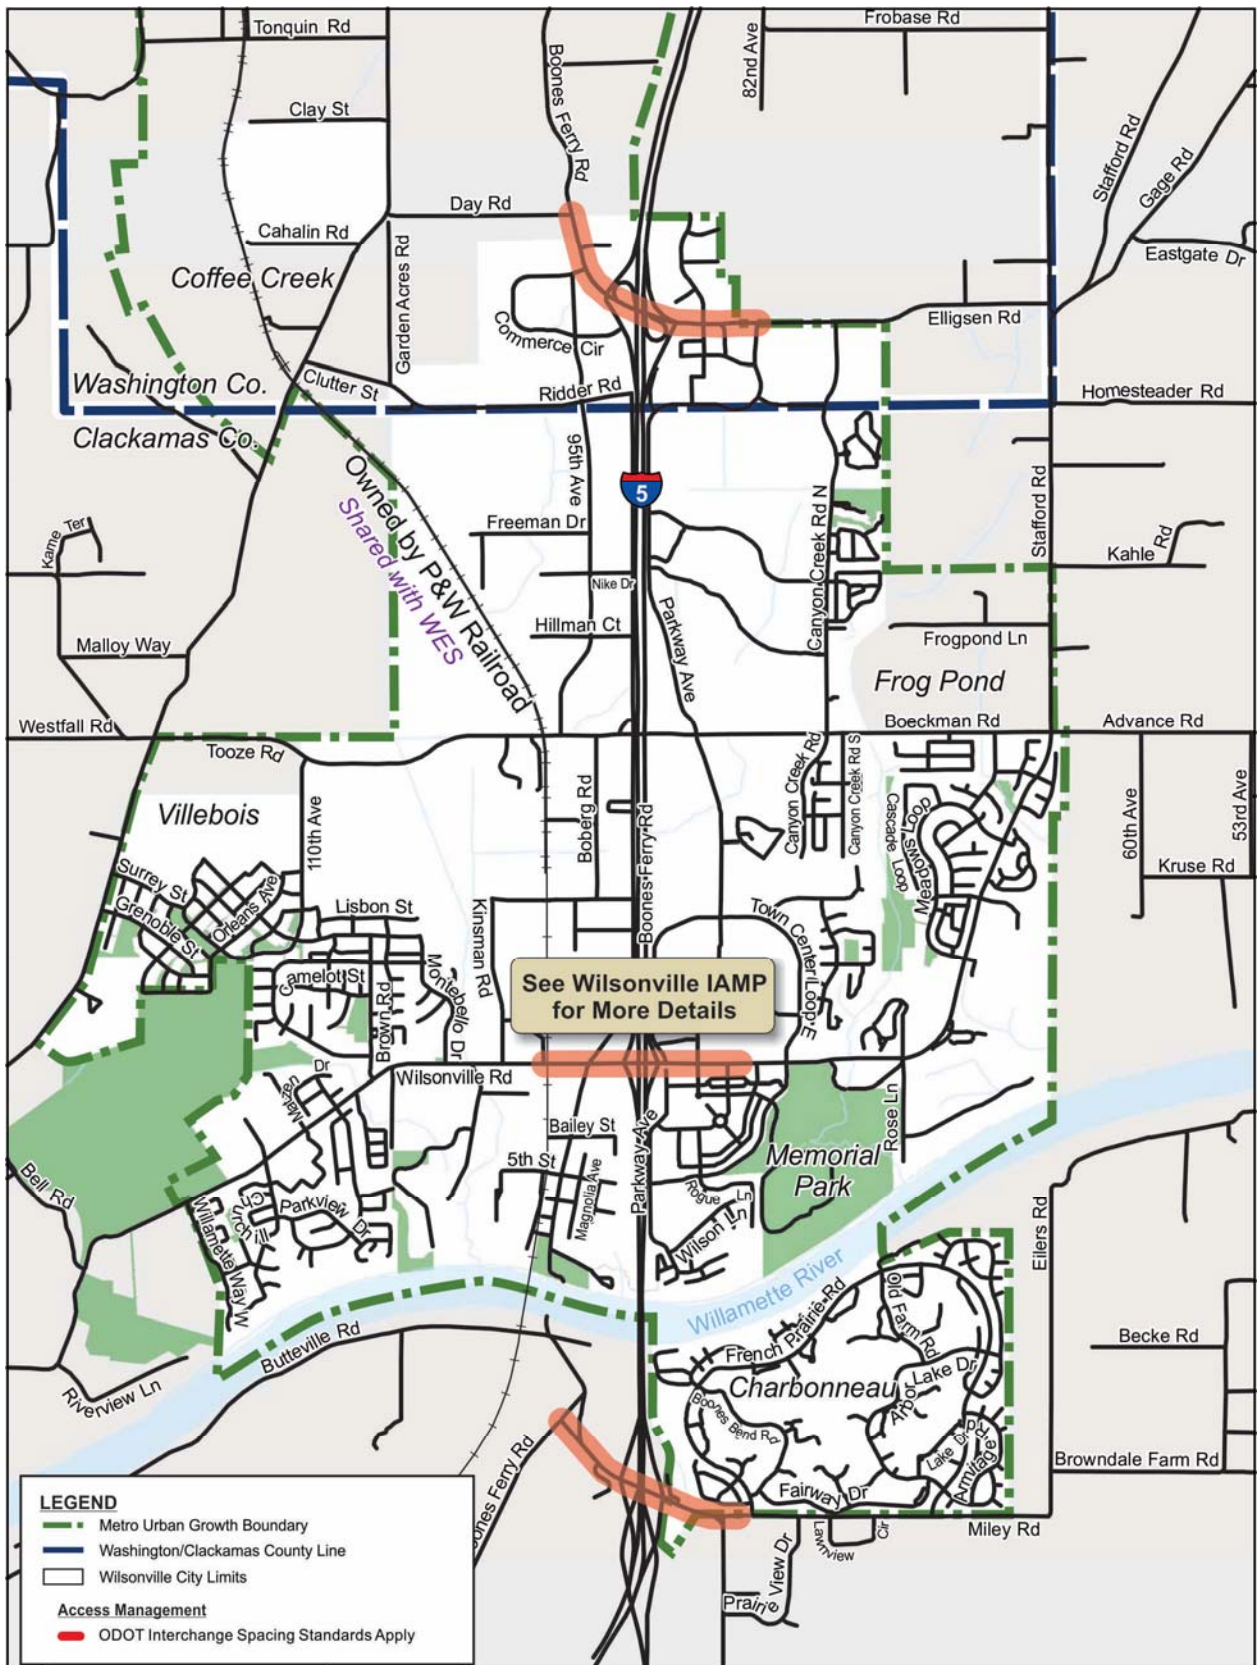 Tonquin Rd
Boones Ferry Rd
82nd Ave
Frobase Rd
Clay St
Stafford Rd
Gage Rd
Day Rd
Cahalin Rd
Eastgate Dr
Coffee Creek
Garden Acres Rd
Commerce Cir
Elligsen Rd
Washington Co.
Clutter St
Ridder Rd
Homesteader Rd
Clackamas Co.
95th Ave
Owned by P&W Railroad
Shared with WES
5
Canyon Creek Rd N
Stafford Rd
Kame Ter
Freeman Dr
Kahle Rd
Nike Dr
Parkway Ave
Hillman Ct
Malloy Way
Frogpond Ln
Frog Pond
Westfall Rd
Boeckman Rd
Advance Rd
Tooze Rd
Villebois
110th Ave
Boberg Rd
Boones Ferry Rd
Canyon Creek Rd
Canyon Creek Rd S
Cascade Loop
Meadows Loop
60th Ave
53rd Ave
Kruse Rd
Surrey St
Grenoble St
Orleans Ave
Lisbon St
Kinsman Rd
Town Center Loop E
Camelot St
Brown Rd
Montebello Dr
See Wilsonville IAMP
for More Details
Wilsonville Rd
Dr
Parkway Ave
Rose Ln
Bailey St
Memorial
Park
5th St
Magnolia Ave
Rogue Ln
Wilson Ln
Bell Rd
Willamette Way W
Churchill
Parkview Dr
Eilers Rd
Willamette River
Butteville Rd
French Prairie Rd
Old Farm Rd
Becke Rd
Riverview Ln
Charbonneau
Arbor Lake Dr
Boones Bend Rd
Lake Dr
Armitage Rd
Browndale Farm Rd
Fairway Dr
ones Ferry Rd
Lawnview Cir
Miley Rd
Prairie View Dr
LEGEND
Metro Urban Growth Boundary
Washington/Clackamas County Line
Wilsonville City Limits
Access Management
ODOT Interchange Spacing Standards Apply